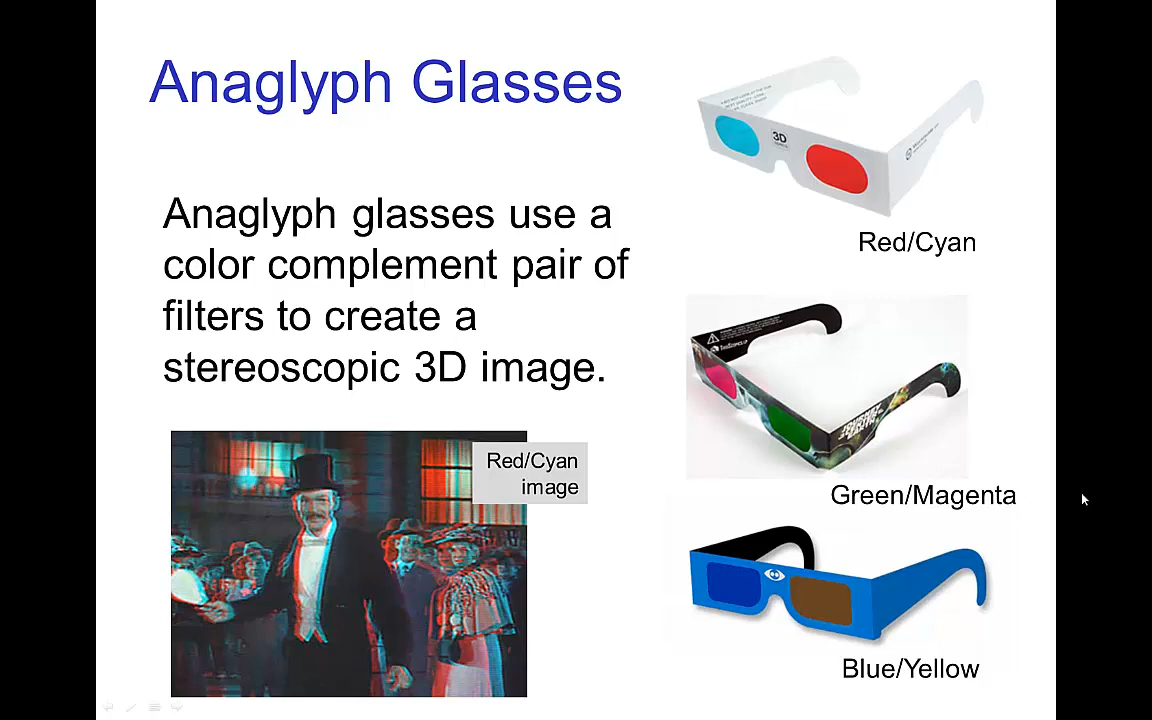 Anaglyph Glasses
Anaglyph glasses use a
color complement pair of
filters to create a
stereoscopic 3D image.
Red/Cyan
image
3D
Red/Cyan
Green/Magenta
Blue/Yellow